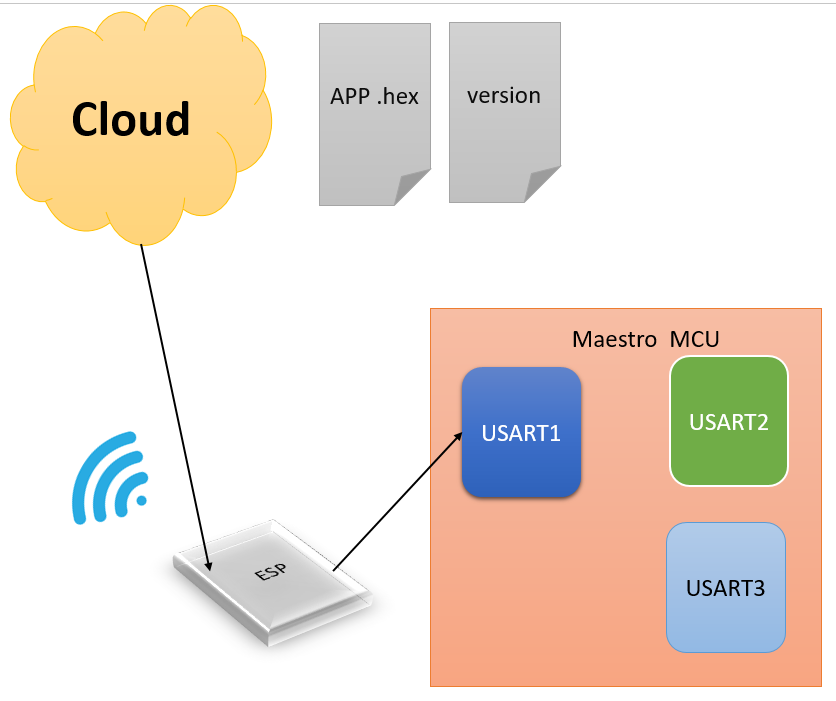 Cloud
APP .hex
version
Maestro  MCU
USART1
USART2
ESP
USART3